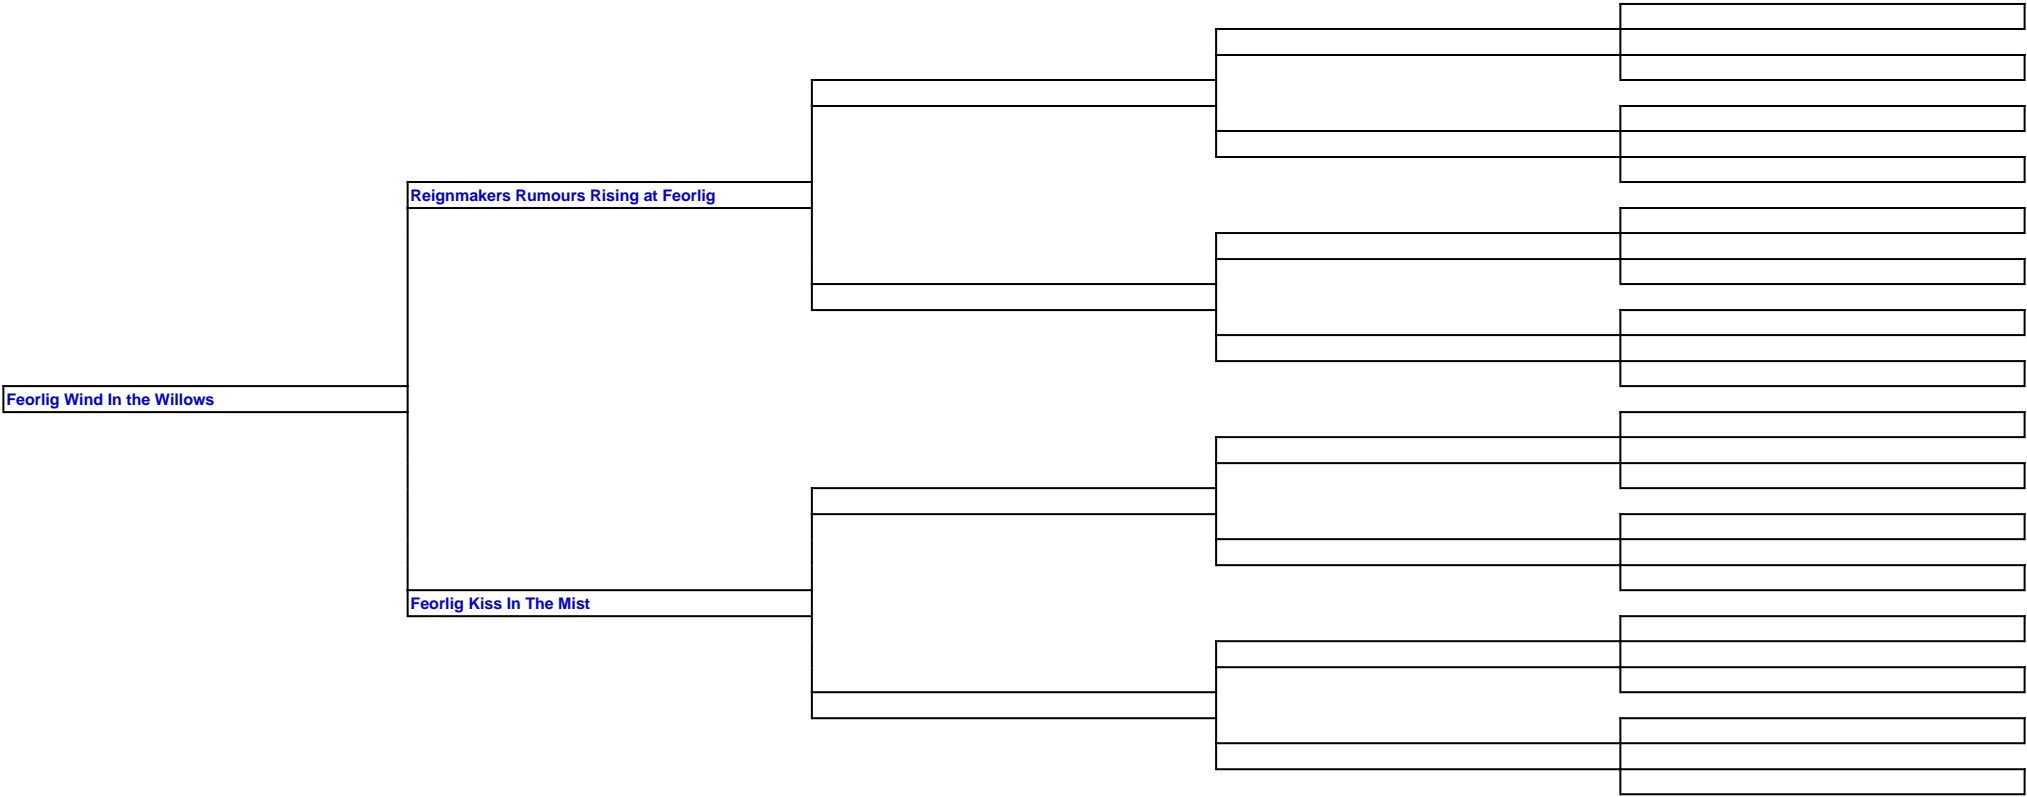 Reignmakers Rumours Rising at Feorlig
Feorlig Wind In the Willows
Feorlig Kiss In The Mist